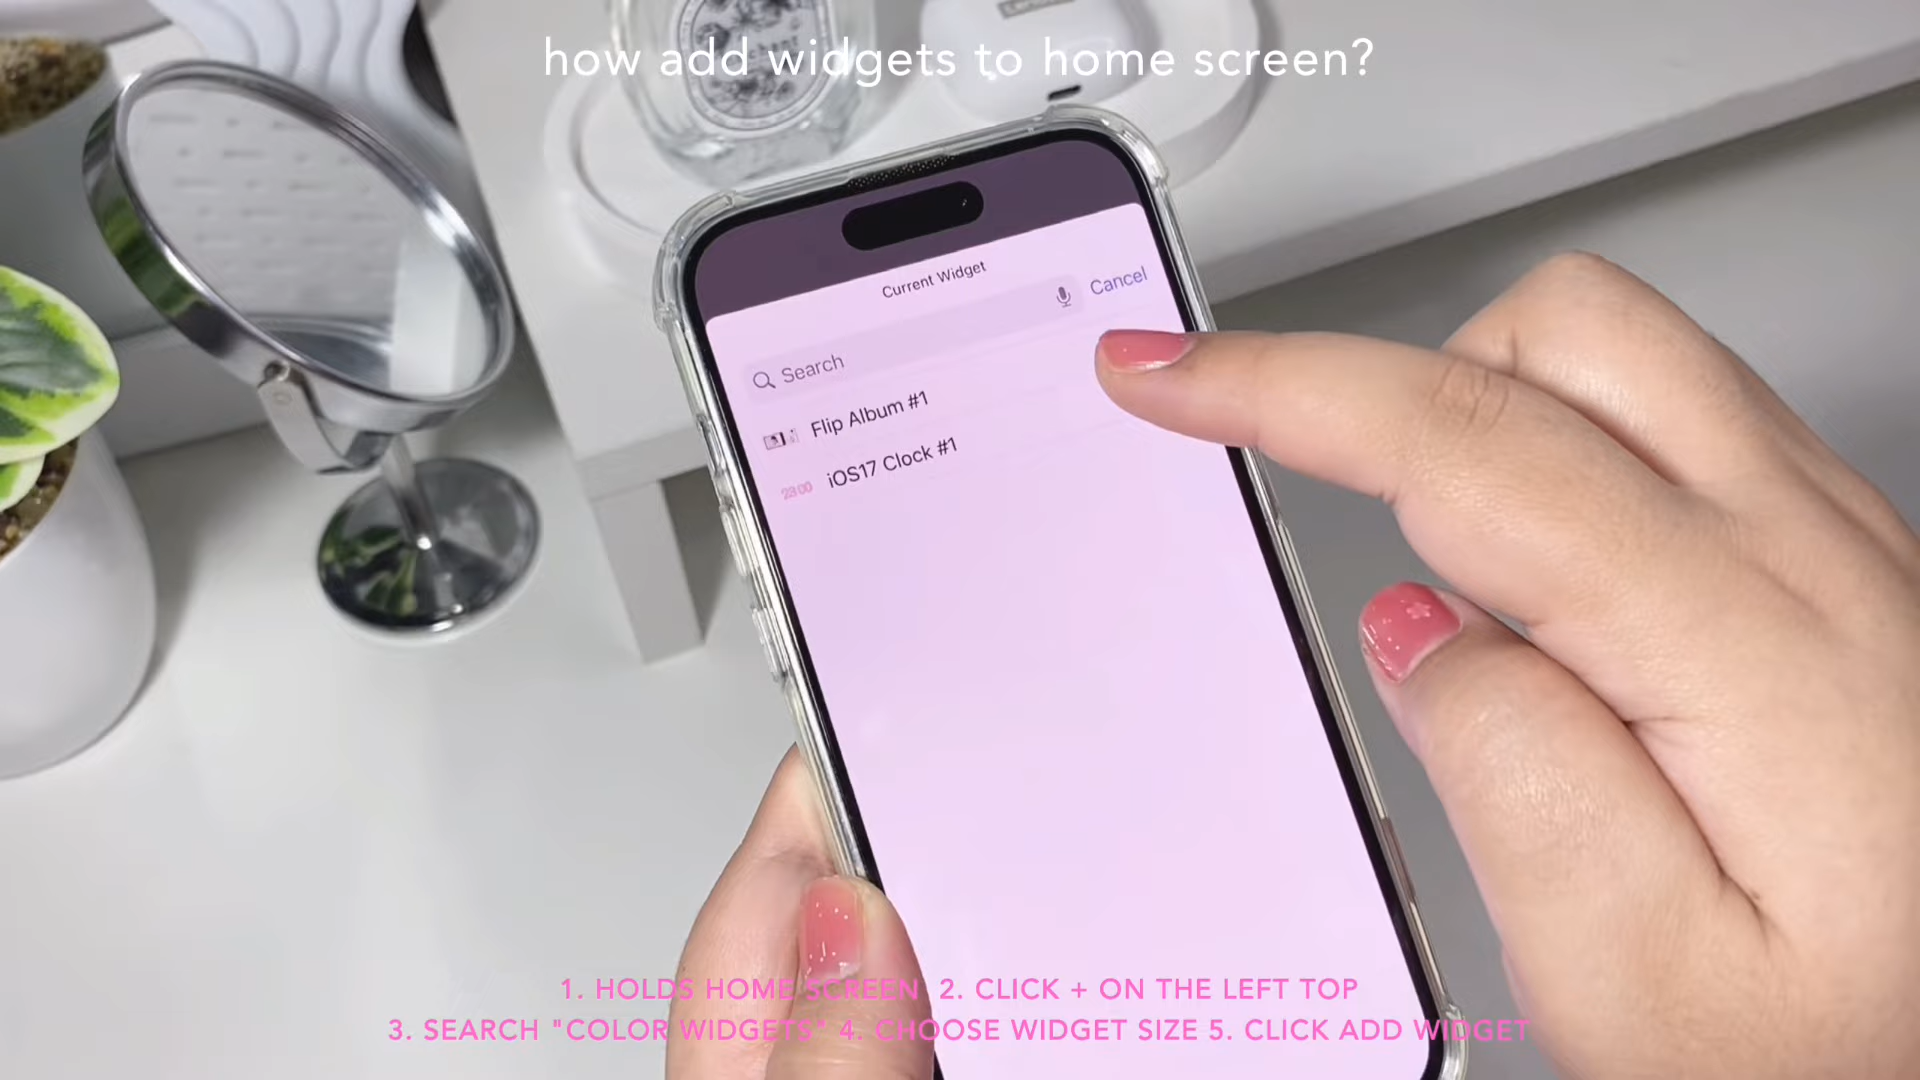 how add widgets to home screen?
Current Widget
Search
Cancel
Flip Album #1
23:00 iOS17 Clock #1
1. HOLDS HOME SCREEN 2. CLICK + ON THE LEFT TOP
3. SEARCH "COLOR WIDGETS" 4. CHOOSE WIDGET SIZE 5. CLICK ADD WIDGET